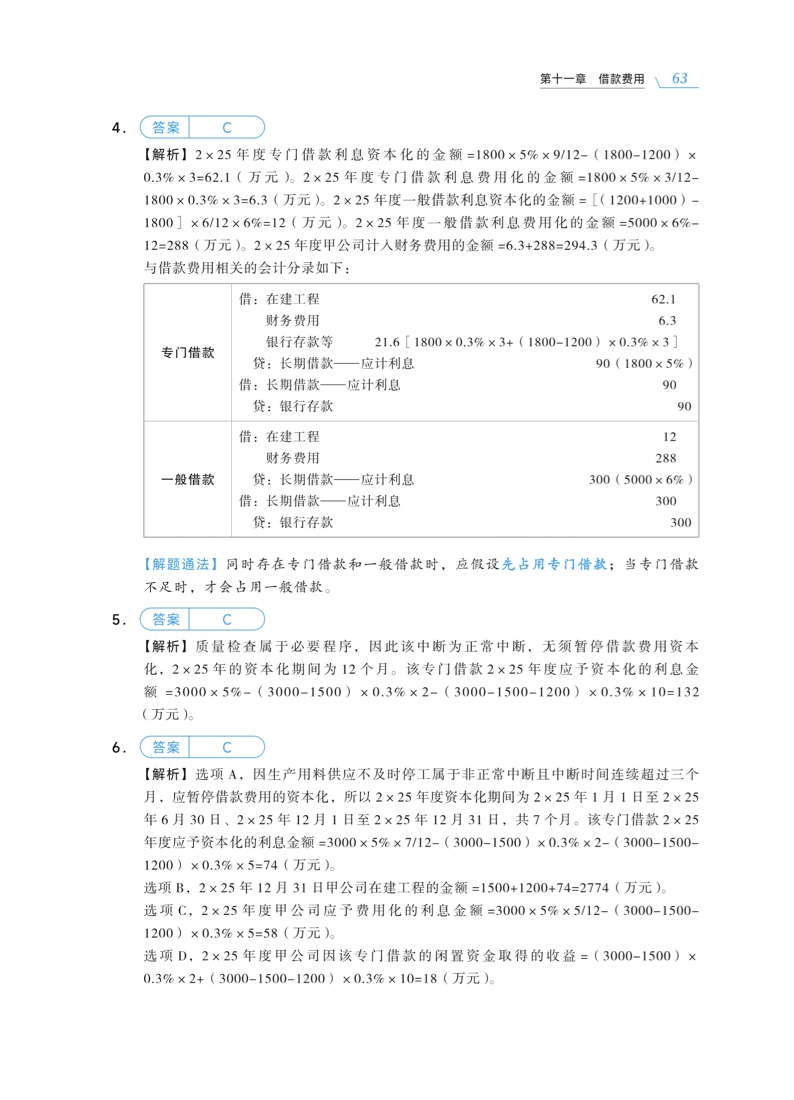 第十一章　借款费用　63
4. 答案　C
【解析】2×25 年度专门借款利息资本化的金额 =1800×5%×9/12-（1800-1200）×
0.3%×3=62.1（万元）。2×25 年度专门借款利息费用化的金额 =1800×5%×3/12-
1800×0.3%×3=6.3（万元）。2×25 年度一般借款利息资本化的金额 =［（1200+1000）-
1800］×6/12×6%=12（万元）。2×25 年度一般借款利息费用化的金额 =5000×6%-
12=288（万元）。2×25 年度甲公司计入财务费用的金额 =6.3+288=294.3（万元）。
与借款费用相关的会计分录如下：
专门借款
借：在建工程　62.1
财务费用　6.3
银行存款等　21.6［1800×0.3%×3+（1800-1200）×0.3%×3］
贷：长期借款——应计利息　90（1800×5%）
借：长期借款——应计利息　90
贷：银行存款　90
一般借款
借：在建工程　12
财务费用　288
贷：长期借款——应计利息　300（5000×6%）
借：长期借款——应计利息　300
贷：银行存款　300
【解题通法】同时存在专门借款和一般借款时，应假设先占用专门借款；当专门借款
不足时，才会占用一般借款。
5. 答案　C
【解析】质量检查属于必要程序，因此该中断为正常中断，无须暂停借款费用资本
化，2×25 年的资本化期间为 12 个月。该专门借款 2×25 年度应予资本化的利息金
额 =3000×5%-（3000-1500）×0.3%×2-（3000-1500-1200）×0.3%×10=132
（万元）。
6. 答案　C
【解析】选项 A，因生产用料供应不及时停工属于非正常中断且中断时间连续超过三个
月，应暂停借款费用的资本化，所以 2×25 年度资本化期间为 2×25 年 1 月 1 日至 2×25
年 6 月 30 日、2×25 年 12 月 1 日至 2×25 年 12 月 31 日，共 7 个月。该专门借款 2×25
年度应予资本化的利息金额 =3000×5%×7/12-（3000-1500）×0.3%×2-（3000-1500-
1200）×0.3%×5=74（万元）。
选项 B，2×25 年 12 月 31 日甲公司在建工程的金额 =1500+1200+74=2774（万元）。
选项 C，2×25 年度甲公司应予费用化的利息金额 =3000×5%×5/12-（3000-1500-
1200）×0.3%×5=58（万元）。
选项 D，2×25 年度甲公司因该专门借款的闲置资金取得的收益 =（3000-1500）×
0.3%×2+（3000-1500-1200）×0.3%×10=18（万元）。